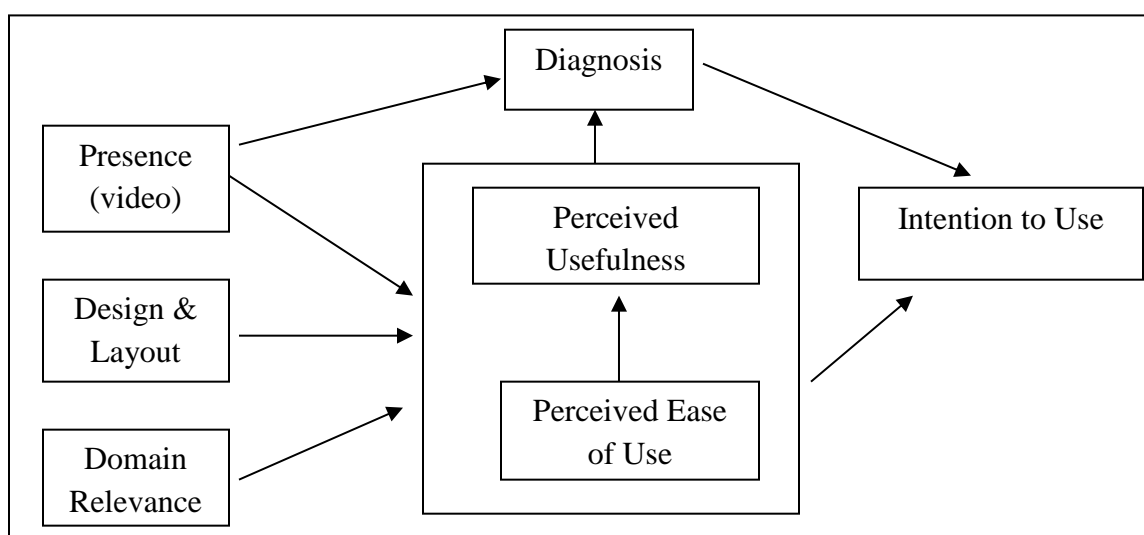 Diagnosis
Presence
(video)
Perceived
Usefulness
Intention to Use
Design &
Layout
Perceived Ease
of Use
Domain
Relevance